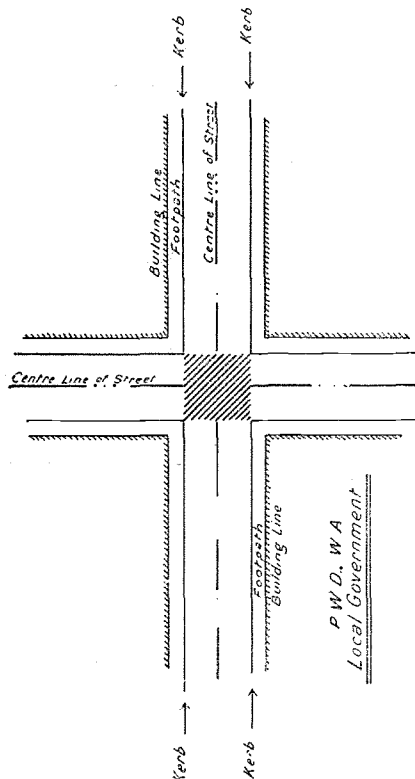 Kerb
Kerb
Building Line
Footpath
Centre Line of Street
Centre Line of Street
Footpath
Building Line
P W D., W A
Local Government
Kerb
Kerb